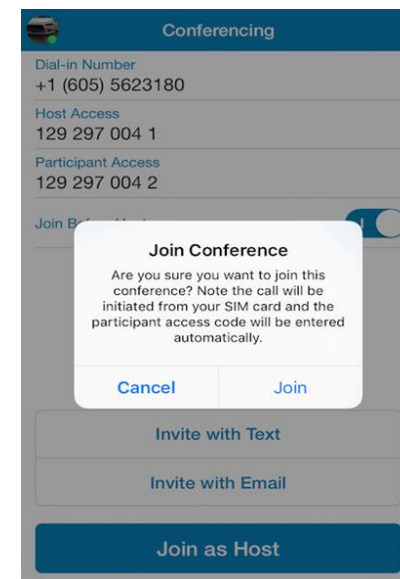 Conferencing
Dial-in Number
+1 (605) 5623180
Host Access
129 297 004 1
Participant Access
129 297 004 2
Join
Join Conference
Are you sure you want to join this
conference? Note the call will be
initiated from your SIM card and the
participant access code will be entered
automatically.
Cancel
Join
Invite with Text
Invite with Email
Join as Host